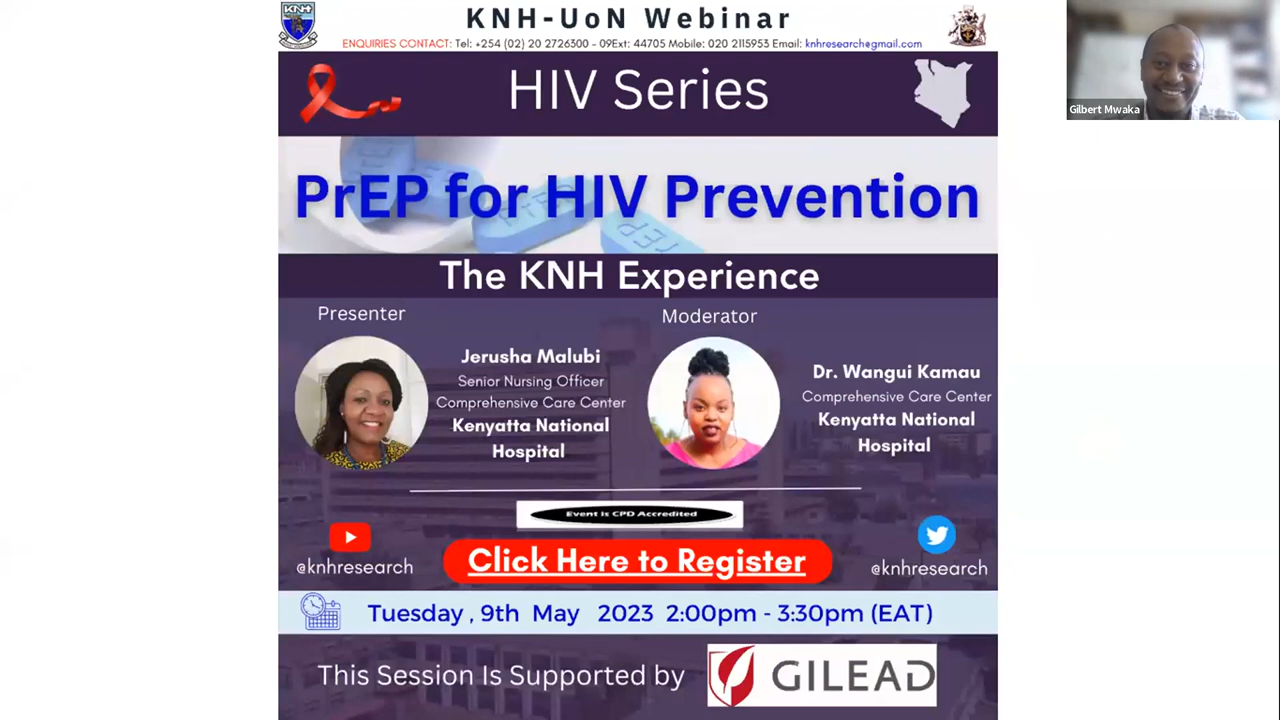 KNH
KNH-UoN Webinar
ENQUIRIES CONTACT: Tel: +254 (02) 20 2726300 - 09Ext: 44705 Mobile: 020 2115953 Email: knhresearch@gmail.com
Gilbert Mwaka
HIV Series
PrEP for HIV Prevention
PrEP
The KNH Experience
Presenter
Jerusha Malubi
Senior Nursing Officer
Comprehensive Care Center
Kenyatta National
Hospital
Moderator
Dr. Wangui Kamau
Comprehensive Care Center
Kenyatta National
Hospital
Event is CPD Accredited
Click Here to Register
@knhresearch
@knhresearch
Tuesday , 9th May 2023 2:00pm - 3:30pm (EAT)
This Session Is Supported by
GILEAD